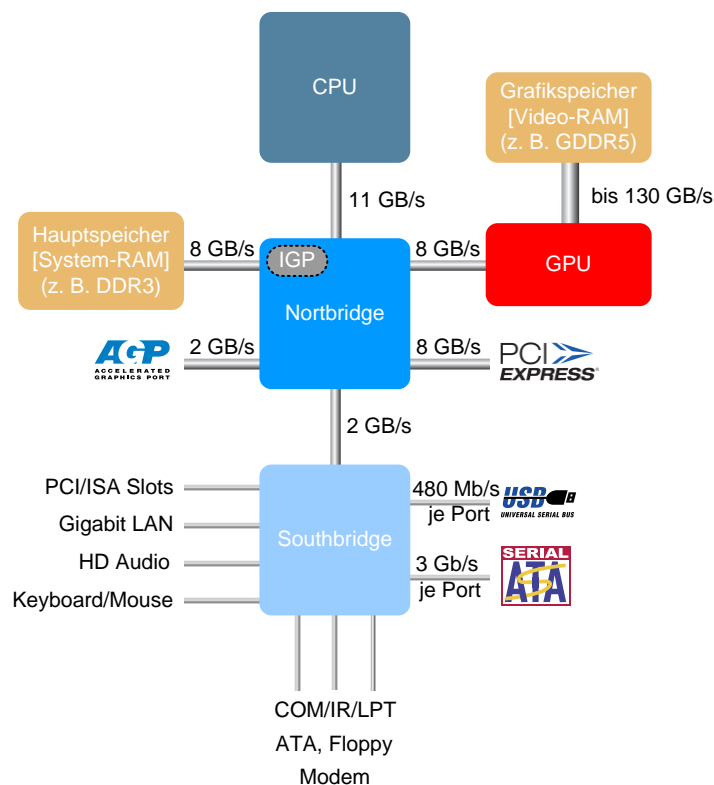 CPU
Grafikspeicher
[Video-RAM]
(z. B. GDDR5)
11 GB/s
bis 130 GB/s
Hauptspeicher
[System-RAM]
(z. B. DDR3)
8 GB/s
IGP
Nortbridge
8 GB/s
GPU
AGP
ACCELERATED
GRAPHICS PORT
2 GB/s
8 GB/s
PCI
EXPRESS®
2 GB/s
PCI/ISA Slots
Gigabit LAN
HD Audio
Keyboard/Mouse
Southbridge
480 Mb/s
je Port
USB
UNIVERSAL SERIAL BUS
3 Gb/s
je Port
SERIAL
ATA
COM/IR/LPT
ATA, Floppy
Modem